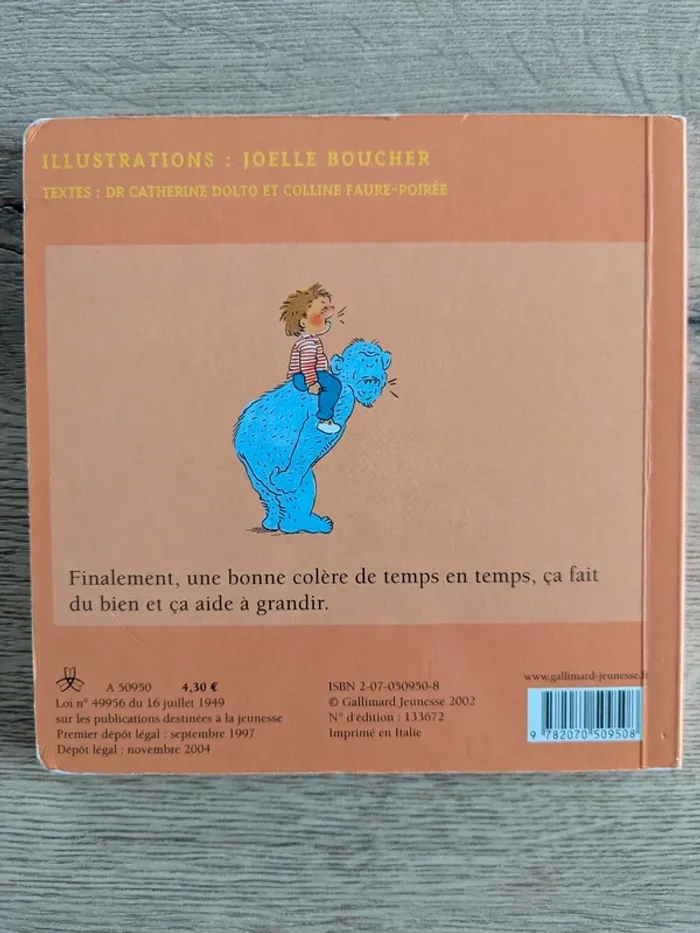 ILLUSTRATIONS : JOELLE BOUCHER
TEXTES : DR CATHERINE DOLTO ET COLLINE FAURE-POIRÉE
Finalement, une bonne colère de temps en temps, ça fait
du bien et ça aide à grandir.
A 50950 4,30 €
Loi n° 49956 du 16 juillet 1949
sur les publications destinées à la jeunesse
Premier dépôt légal : septembre 1997
Dépôt légal : novembre 2004
ISBN 2-07-050950-8
© Gallimard Jeunesse 2002
N° d'édition : 133672
Imprimé en Italie
www.gallimard-jeunesse.fr
9 782070 509508